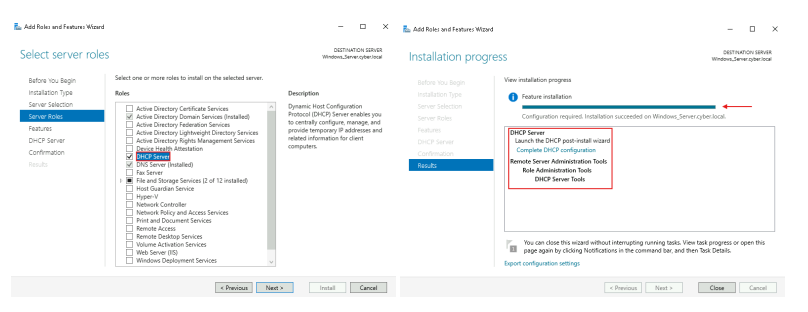 Add Roles and Features Wizard
Select server roles
DESTINATION SERVER
Windows_Server.cyber.local
Before You Begin
Installation Type
Server Selection
Server Roles
Features
DHCP Server
Confirmation
Results
Select one or more roles to install on the selected server.
Roles
Active Directory Certificate Services
Active Directory Domain Services (Installed)
Active Directory Federation Services
Active Directory Lightweight Directory Services
Active Directory Rights Management Services
Device Health Attestation
DHCP Server
DNS Server (Installed)
Fax Server
File and Storage Services (2 of 12 installed)
Host Guardian Service
Hyper-V
Network Controller
Network Policy and Access Services
Print and Document Services
Remote Access
Remote Desktop Services
Volume Activation Services
Web Server (IIS)
Windows Deployment Services
Description
Dynamic Host Configuration
Protocol (DHCP) Server enables you
to centrally configure, manage, and
provide temporary IP addresses and
related information for client
computers.
< Previous
Next >
Install
Cancel
Add Roles and Features Wizard
Installation progress
DESTINATION SERVER
Windows_Server.cyber.local
Before You Begin
Installation Type
Server Selection
Server Roles
Features
DHCP Server
Confirmation
Results
View installation progress
Feature installation
Configuration required. Installation succeeded on Windows_Server.cyber.local.
DHCP Server
Launch the DHCP post-install wizard
Complete DHCP configuration
Remote Server Administration Tools
Role Administration Tools
DHCP Server Tools
You can close this wizard without interrupting running tasks. View task progress or open this
page again by clicking Notifications in the command bar, and then Task Details.
Export configuration settings
< Previous
Next >
Close
Cancel